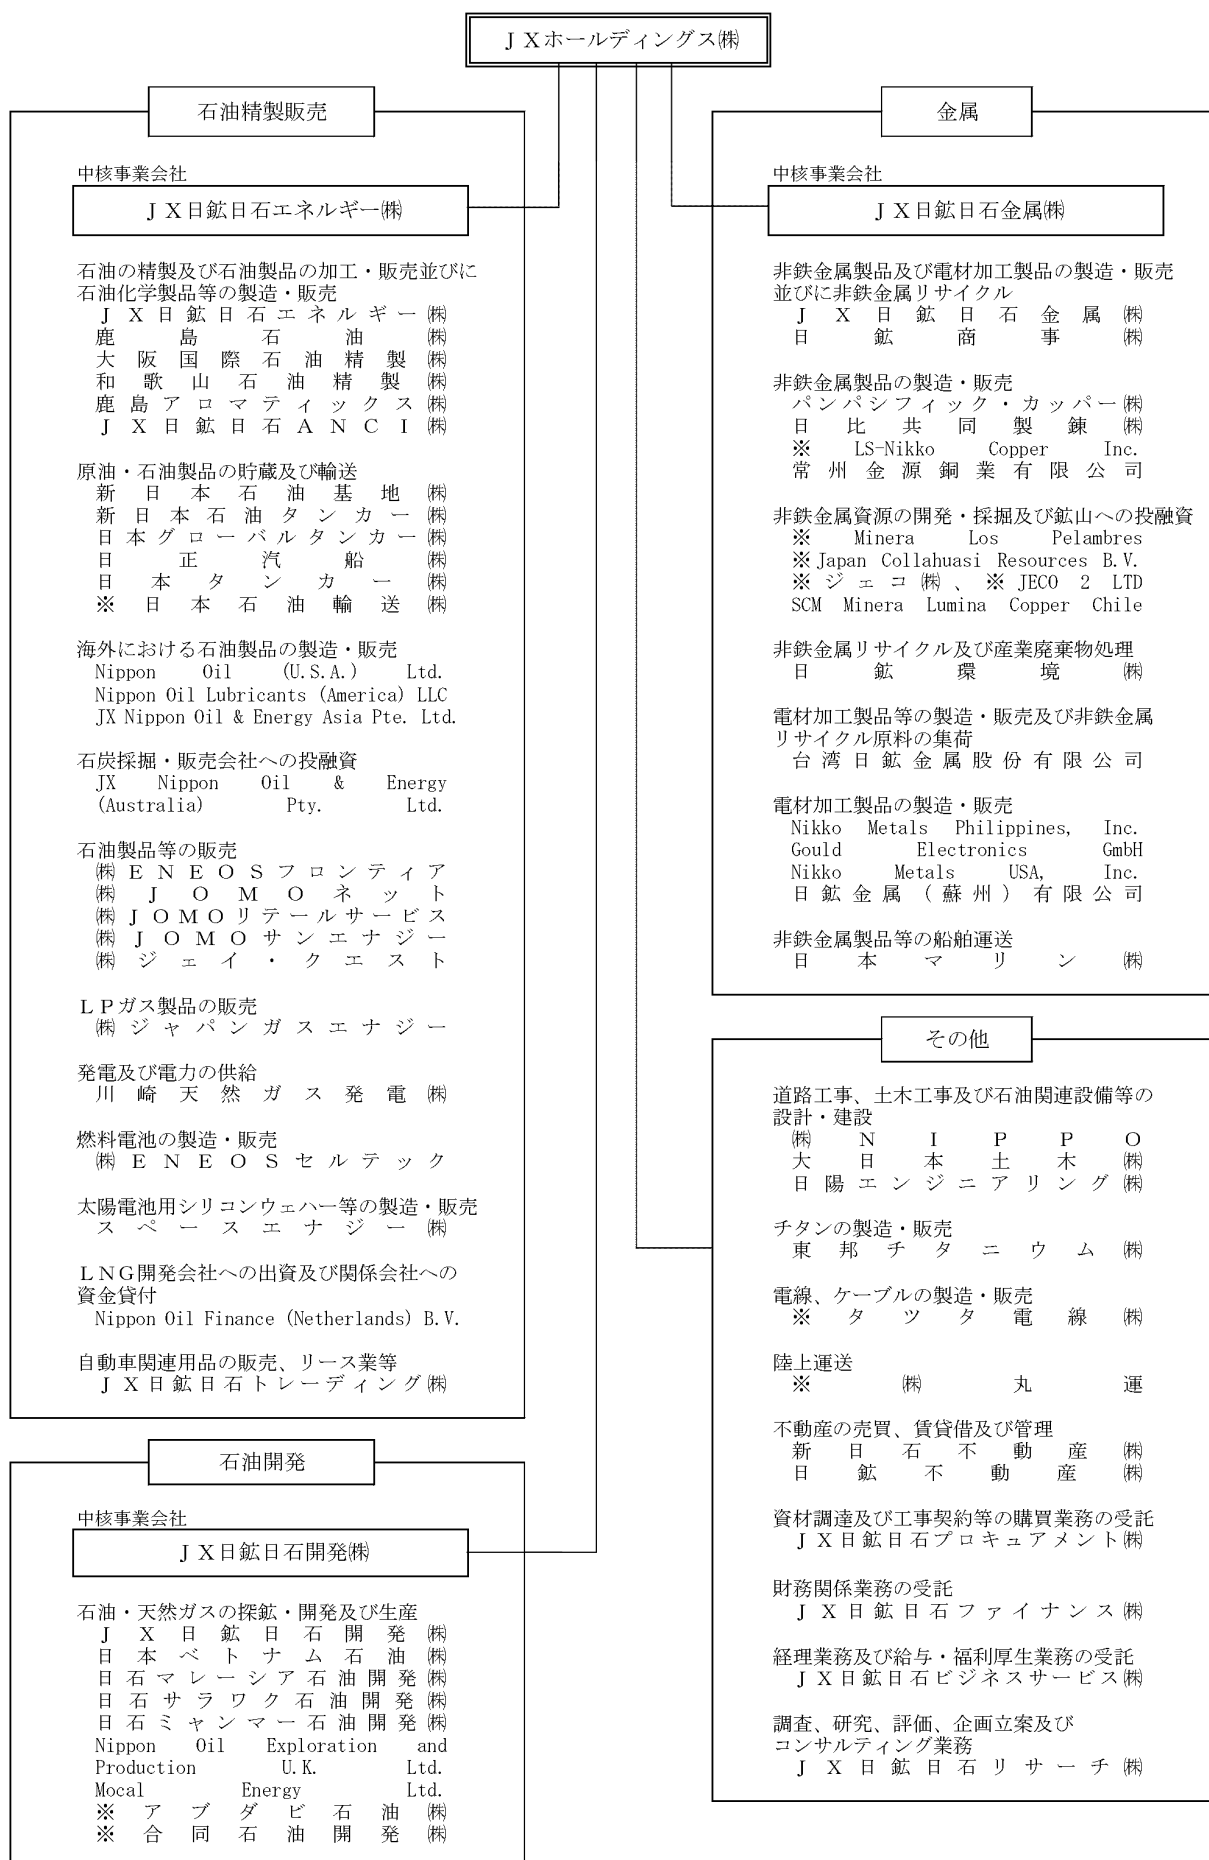 ＪＸホールディングス㈱
石油精製販売
中核事業会社
ＪＸ日鉱日石エネルギー㈱
石油の精製及び石油製品の加工・販売並びに
石油化学製品等の製造・販売
ＪＸ日鉱日石エネルギー㈱
鹿島石油㈱
大阪国際石油精製㈱
和歌山石油精製㈱
鹿島アロマティックス㈱
ＪＸ日鉱日石ＡＮＣＩ㈱
原油・石油製品の貯蔵及び輸送
新日本石油基地㈱
新日本石油タンカー㈱
日本グローバルタンカー㈱
日正汽船㈱
日本タンカー㈱
※日本石油輸送㈱
海外における石油製品の製造・販売
Nippon Oil (U.S.A.) Ltd.
Nippon Oil Lubricants (America) LLC
JX Nippon Oil & Energy Asia Pte. Ltd.
石炭採掘・販売会社への投融資
JX Nippon Oil & Energy
(Australia) Pty. Ltd.
石油製品等の販売
㈱ＥＮＥＯＳフロンティア
㈱ＪＯＭＯネット
㈱ＪＯＭＯリテールサービス
㈱ＪＯＭＯサンエナジー
㈱ジェイ・クエスト
ＬＰガス製品の販売
㈱ジャパンガスエナジー
発電及び電力の供給
川崎天然ガス発電㈱
燃料電池の製造・販売
㈱ＥＮＥＯＳセルテック
太陽電池用シリコンウェハー等の製造・販売
スペースエナジー㈱
ＬＮＧ開発会社への出資及び関係会社への
資金貸付
Nippon Oil Finance (Netherlands) B.V.
自動車関連用品の販売、リース業等
ＪＸ日鉱日石トレーディング㈱
石油開発
中核事業会社
ＪＸ日鉱日石開発㈱
石油・天然ガスの探鉱・開発及び生産
ＪＸ日鉱日石開発㈱
日本ベトナム石油㈱
日石マレーシア石油開発㈱
日石サラワク石油開発㈱
日石ミャンマー石油開発㈱
Nippon Oil Exploration and
Production U.K. Ltd.
Mocal Energy Ltd.
※アブダビ石油㈱
※合同石油開発㈱
金属
中核事業会社
ＪＸ日鉱日石金属㈱
非鉄金属製品及び電材加工製品の製造・販売
並びに非鉄金属リサイクル
ＪＸ日鉱日石金属㈱
日鉱商事㈱
非鉄金属製品の製造・販売
パンパシフィック・カッパー㈱
日比共同製錬㈱
※ LS-Nikko Copper Inc.
常州金源銅業有限公司
非鉄金属資源の開発・採掘及び鉱山への投融資
※ Minera Los Pelambres
※ Japan Collahuasi Resources B.V.
※ジェコ㈱、※ JECO 2 LTD
SCM Minera Lumina Copper Chile
非鉄金属リサイクル及び産業廃棄物処理
日鉱環境㈱
電材加工製品等の製造・販売及び非鉄金属
リサイクル原料の集荷
台湾日鉱金属股份有限公司
電材加工製品の製造・販売
Nikko Metals Philippines, Inc.
Gould Electronics GmbH
Nikko Metals USA, Inc.
日鉱金属（蘇州）有限公司
非鉄金属製品等の船舶運送
日本マリン㈱
その他
道路工事、土木工事及び石油関連設備等の
設計・建設
㈱ＮＩＰＰＯ
大日本土木㈱
日陽エンジニアリング㈱
チタンの製造・販売
東邦チタニウム㈱
電線、ケーブルの製造・販売
※タツタ電線㈱
陸上運送
※㈱丸運
不動産の売買、賃貸借及び管理
新日石不動産㈱
日鉱不動産㈱
資材調達及び工事契約等の購買業務の受託
ＪＸ日鉱日石プロキュアメント㈱
財務関係業務の受託
ＪＸ日鉱日石ファイナンス㈱
経理業務及び給与・福利厚生業務の受託
ＪＸ日鉱日石ビジネスサービス㈱
調査、研究、評価、企画立案及び
コンサルティング業務
ＪＸ日鉱日石リサーチ㈱